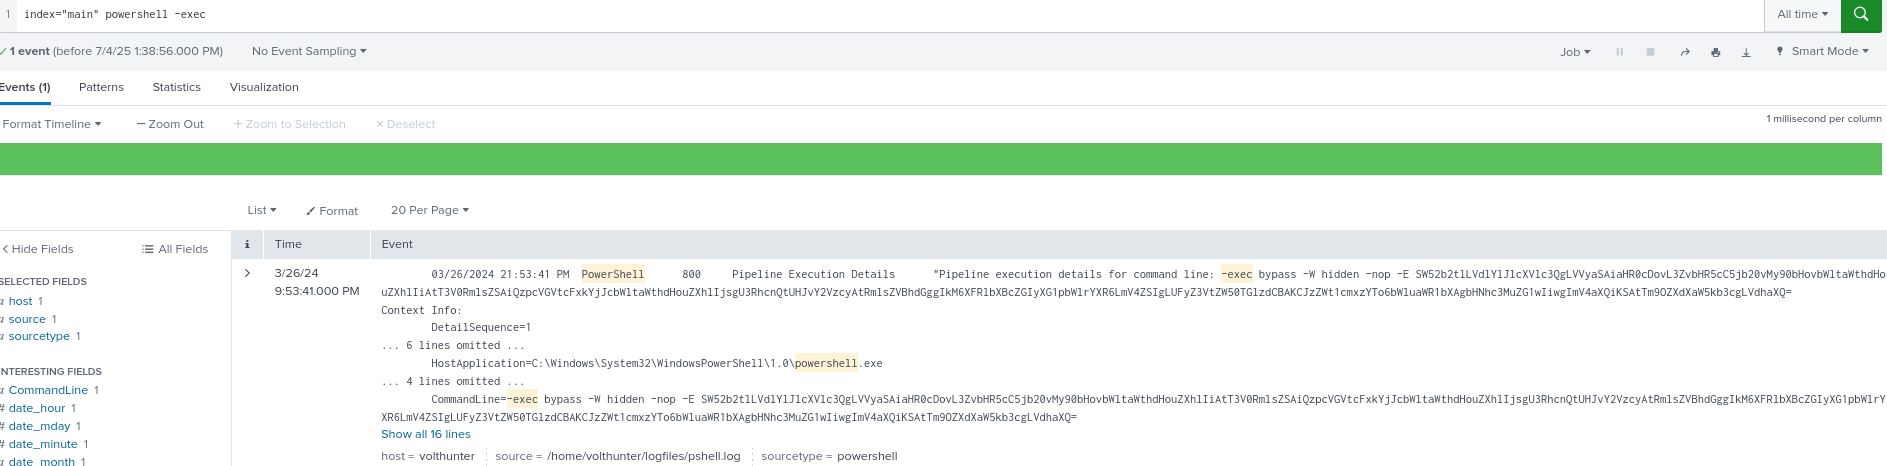 1 index="main" powershell -exec
All time
✓ 1 event (before 7/4/25 1:38:56.000 PM) No Event Sampling
Job Smart Mode
Events (1) Patterns Statistics Visualization
Format Timeline — Zoom Out + Zoom to Selection × Deselect
1 millisecond per column
List Format 20 Per Page
< Hide Fields All Fields
i Time Event
SELECTED FIELDS
a host 1
a source 1
a sourcetype 1
INTERESTING FIELDS
a CommandLine 1
# date_hour 1
# date_mday 1
# date_minute 1
a date_month 1
3/26/24
9:53:41.000 PM
03/26/2024 21:53:41 PM PowerShell 800 Pipeline Execution Details "Pipeline execution details for command line: -exec bypass -W hidden -nop -E
Context Info:
DetailSequence=1
... 6 lines omitted ...
HostApplication=C:\Windows\System32\WindowsPowerShell\1.0\powershell.exe
... 4 lines omitted ...
CommandLine=-exec bypass -W hidden -nop -E
Show all 16 lines
host = volthunter source = /home/volthunter/logfiles/pshell.log sourcetype = powershell